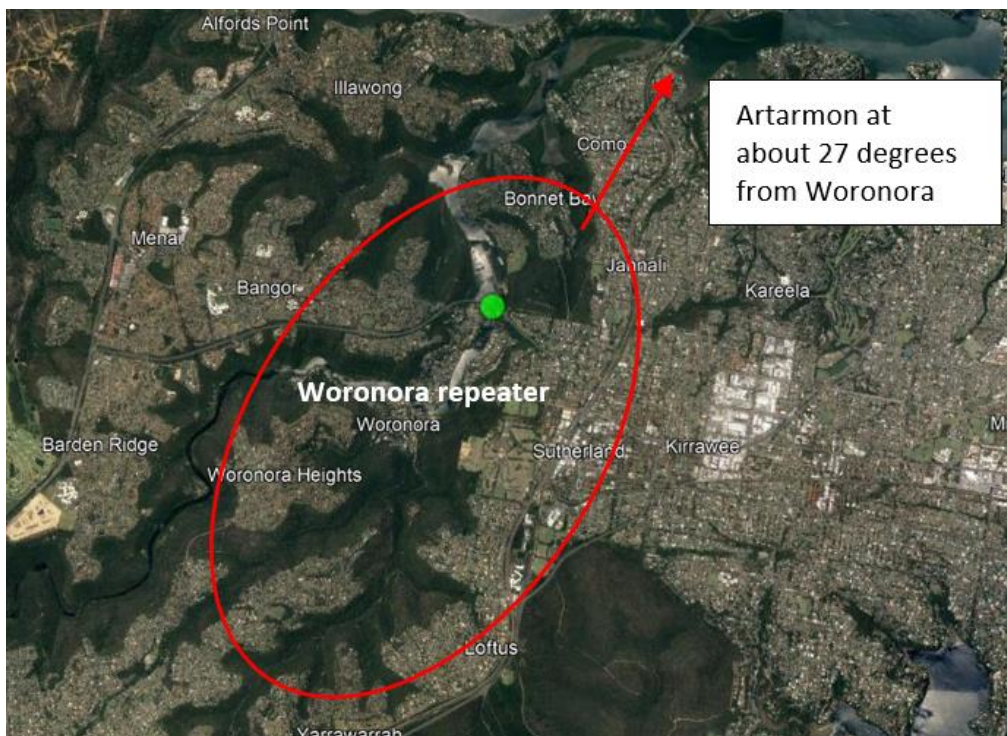 Alfords Point
Illawong
Artarmon at
about 27 degrees
from Woronora
Como
Bonnet Bay
Menai
Jannali
Bangor
Kareela
Woronora repeater
Woronora
Barden Ridge
Sutherland
Kirrawee
Woronora Heights
Loftus
Yarrawarrah